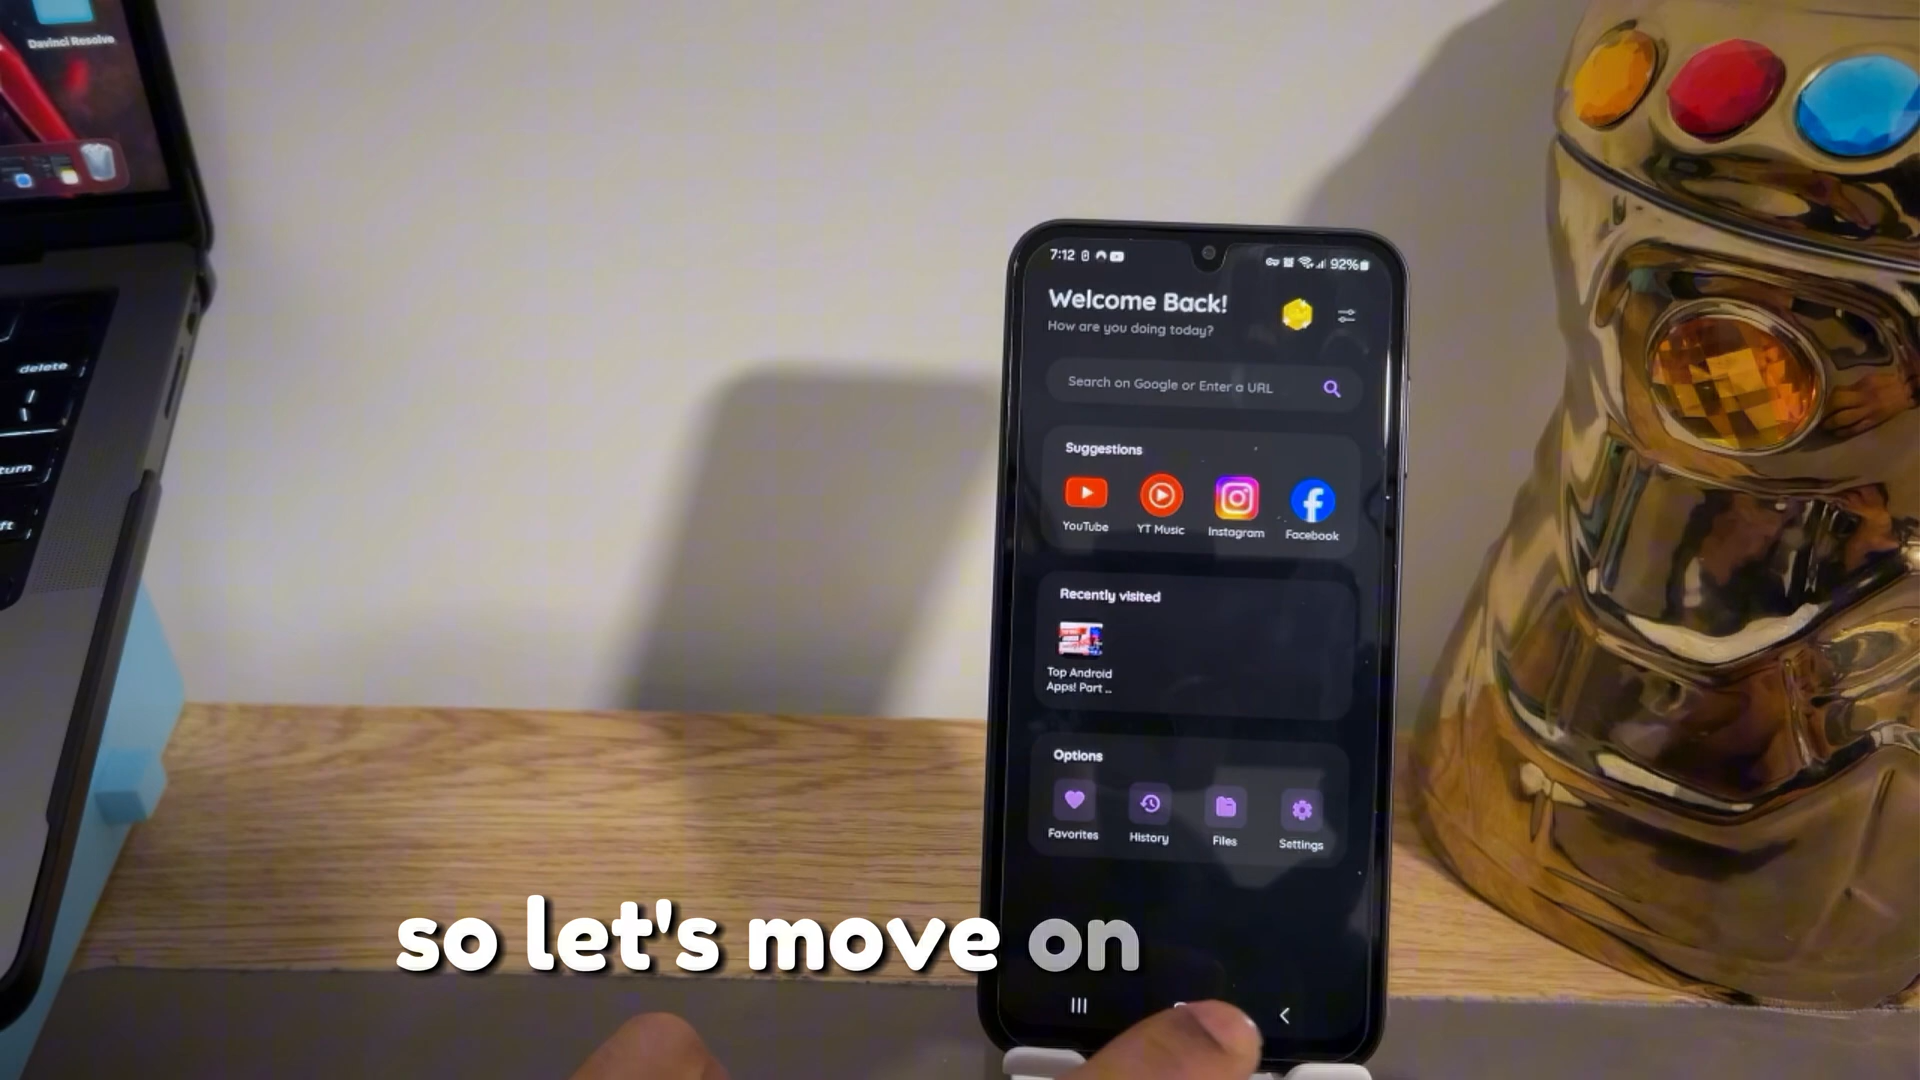 Davinci Resolve
delete
turn
ft
7:12
92%
Welcome Back!
How are you doing today?
Search on Google or Enter a URL
Suggestions
YouTube
YT Music
Instagram
Facebook
Recently visited
Top Android
Apps! Part ..
Options
Favorites
History
Files
Settings
so let's move on